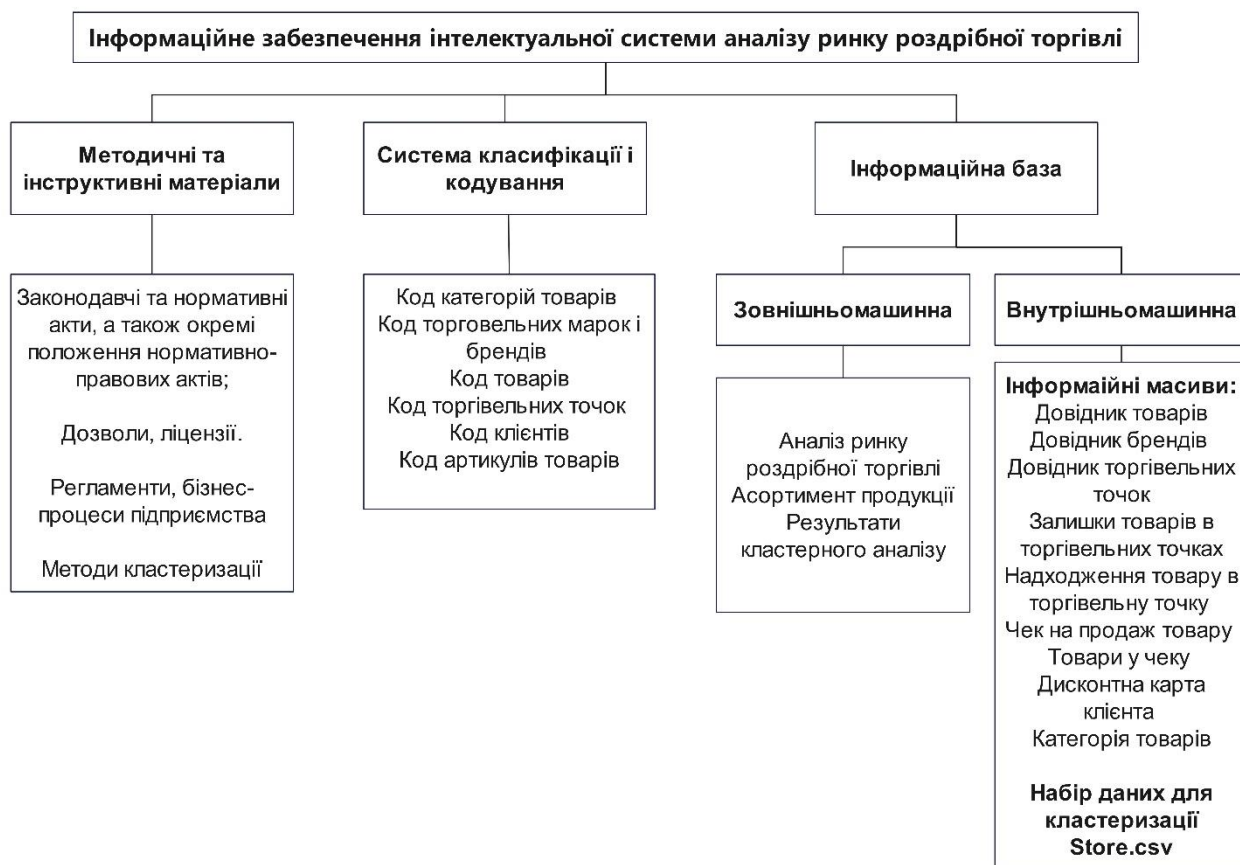 Інформаційне забезпечення інтелектуальної системи аналізу ринку роздрібної торгівлі
Методичні та
інструктивні матеріали
Система класифікації і
кодування
Інформаційна база
Законодавчі та нормативні
акти, а також окремі
положення нормативно-
правових актів;
Дозволи, ліцензії.
Регламенти, бізнес-
процеси підприємства
Методи кластеризації
Код категорій товарів
Код торговельних марок і
брендів
Код товарів
Код торгівельних точок
Код клієнтів
Код артикулів товарів
Зовнішньомашинна
Аналіз ринку
роздрібної торгівлі
Асортимент продукції
Результати
кластерного аналізу
Внутрішньомашинна
Інформаійні масиви:
Довідник товарів
Довідник брендів
Довідник торгівельних
точок
Залишки товарів в
торгівельних точках
Надходження товару в
торгівельну точку
Чек на продаж товару
Товари у чеку
Дисконтна карта
клієнта
Категорія товарів
Набір даних для
кластеризації
Store.csv